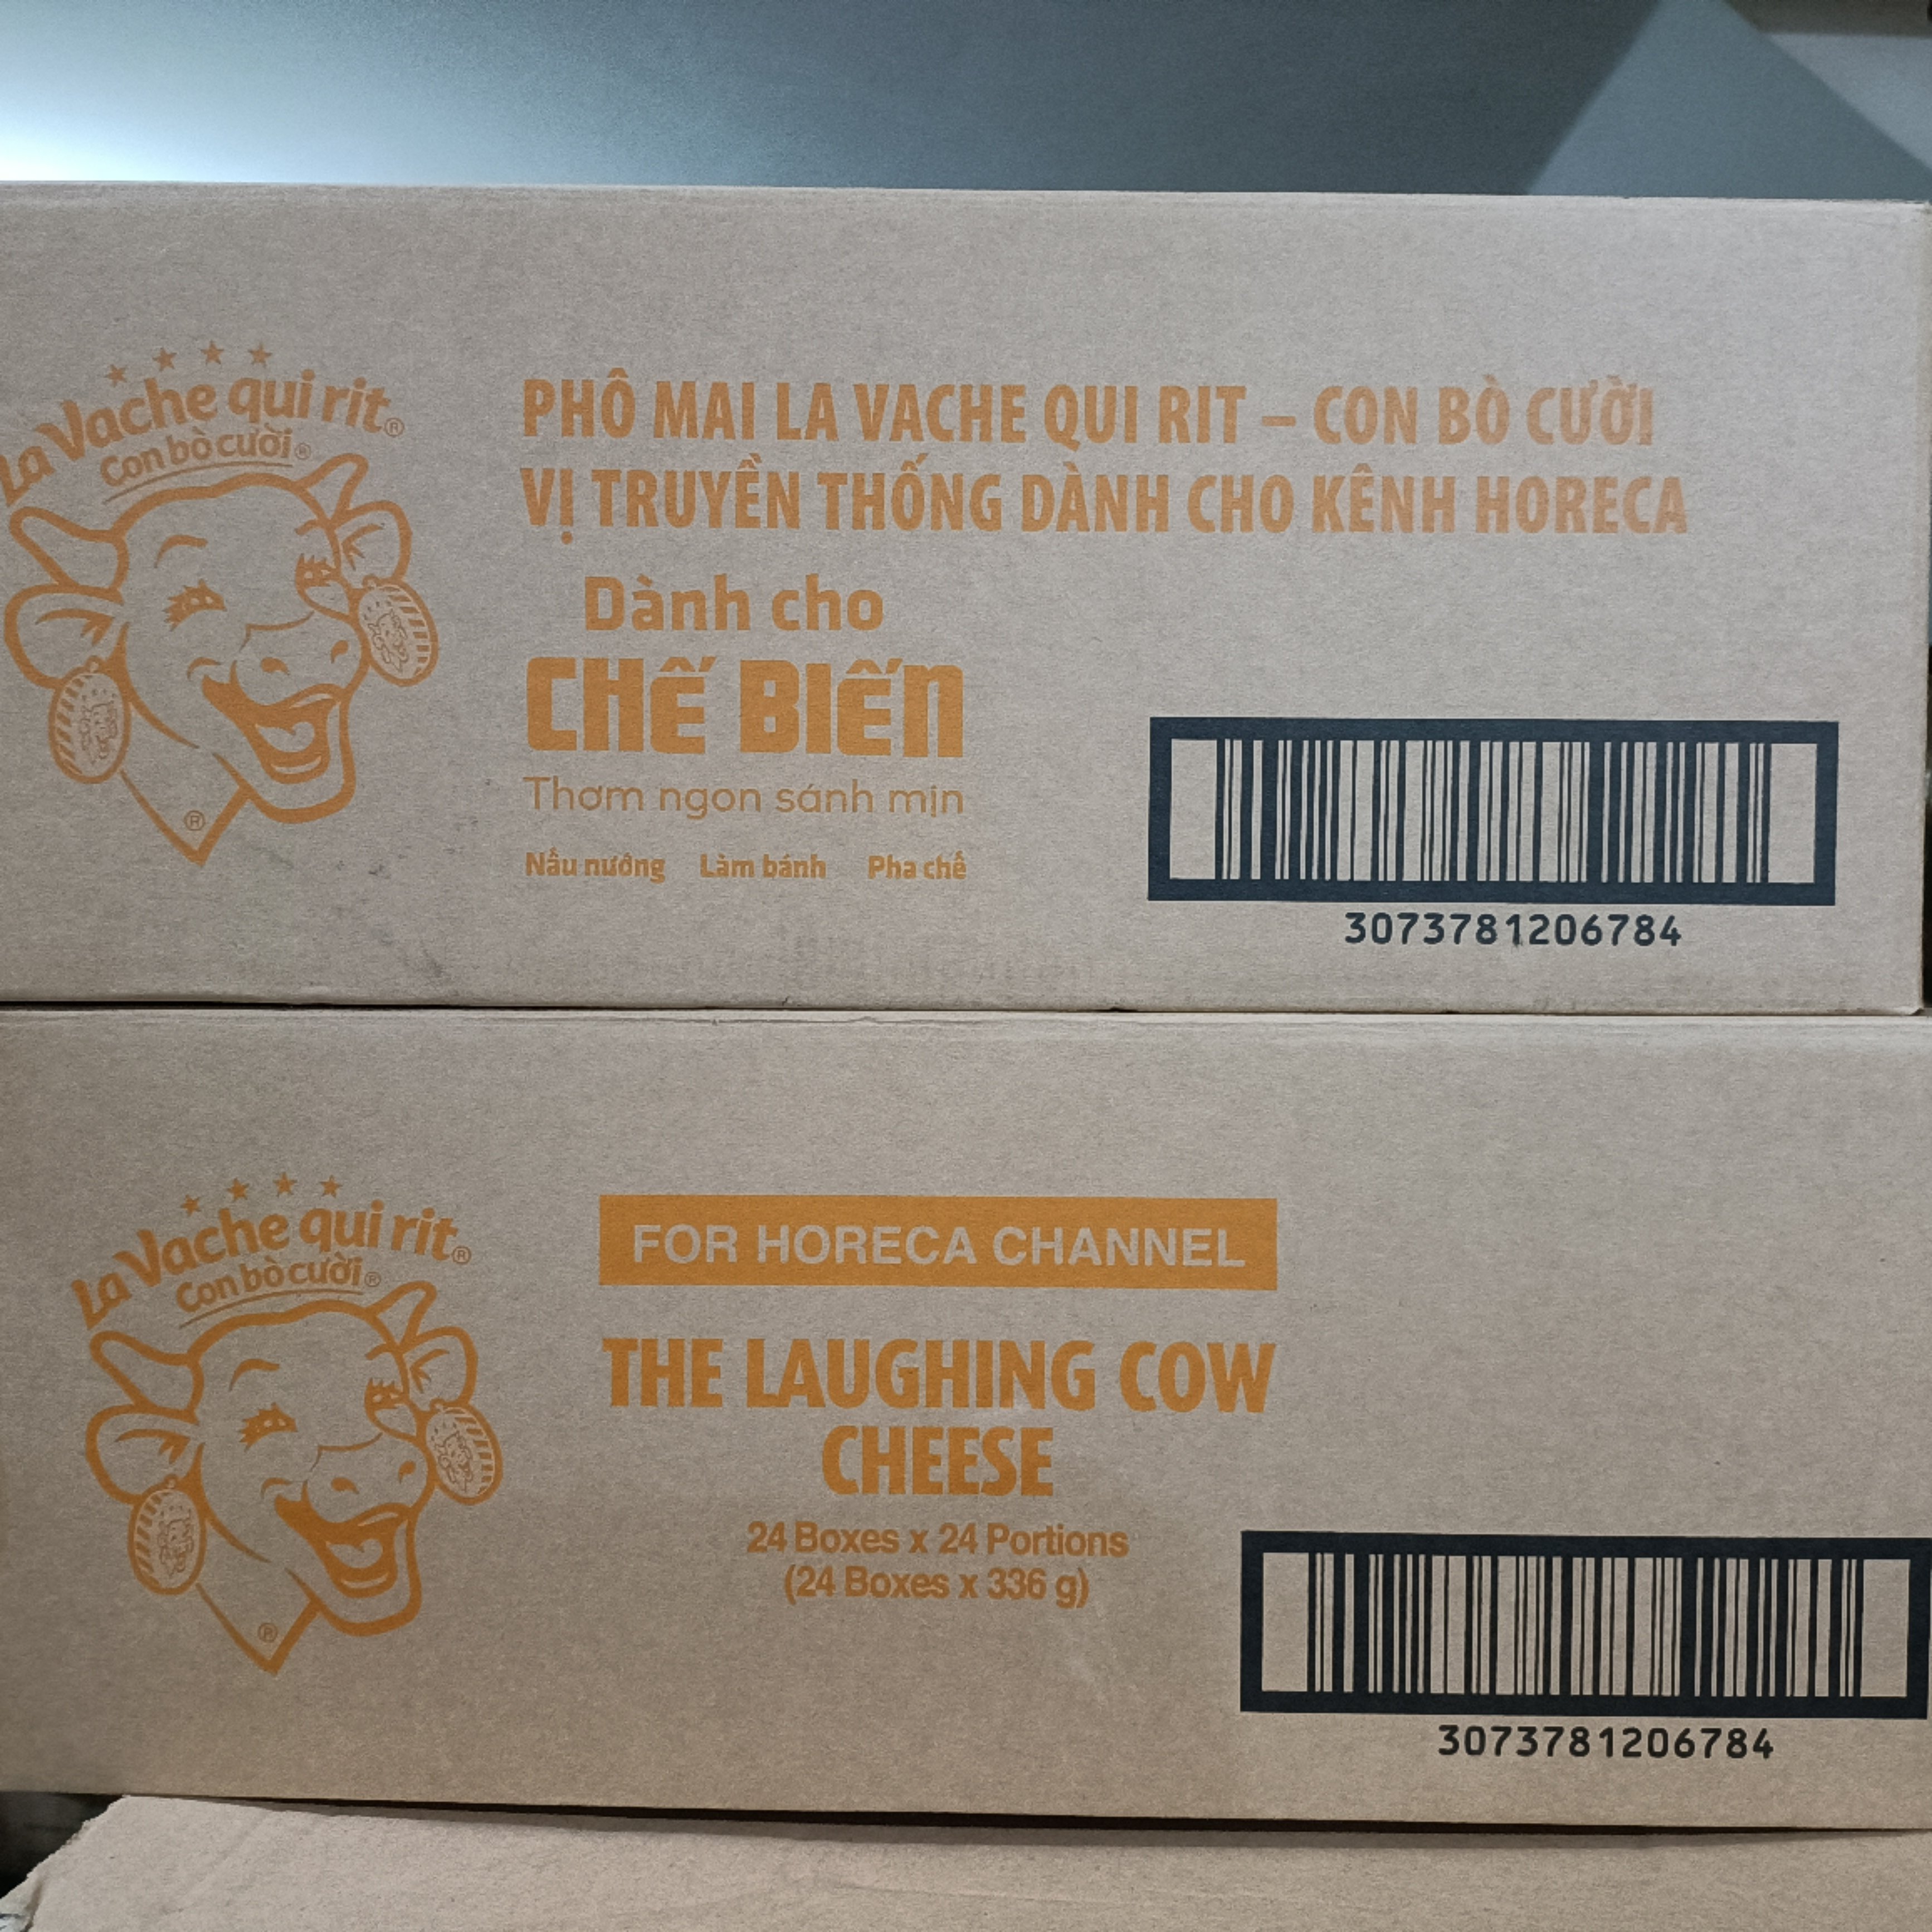 La Vache qui rit®
Con bò cười®
PHÔ MAI LA VACHE QUI RIT – CON BÒ CƯỜI
VỊ TRUYỀN THỐNG DÀNH CHO KÊNH HORECA
Dành cho
CHẾ BIẾN
Thơm ngon sánh mịn
Nấu nướng Làm bánh Pha chế
®
3073781206784
La Vache qui rit®
Con bò cười®
FOR HORECA CHANNEL
THE LAUGHING COW
CHEESE
24 Boxes x 24 Portions
(24 Boxes x 336 g)
®
3073781206784